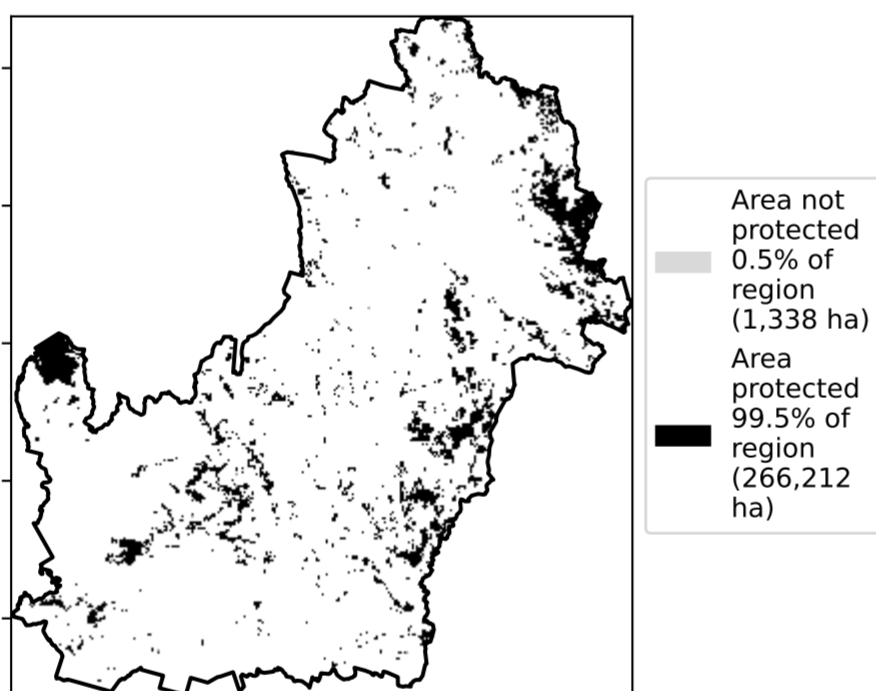 Area not
protected
0.5% of
region
(1,338 ha)
Area
protected
99.5% of
region
(266,212
ha)